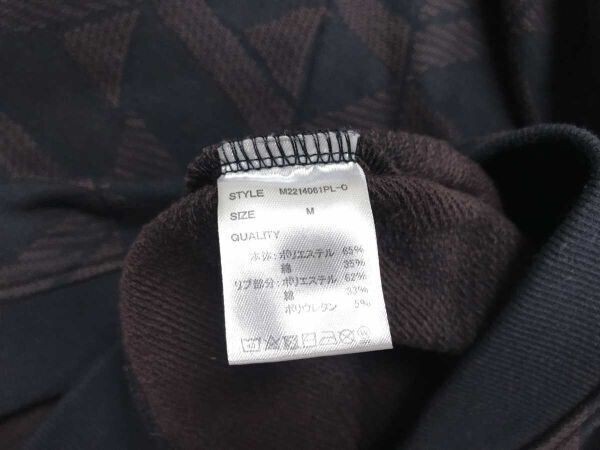 STYLE M2214061PL-O
SIZE M
QUALITY
本体: ポリエステル 65%
綿 35%
リブ部分: ポリエステル 62%
綿 33%
ポリウレタン 5%